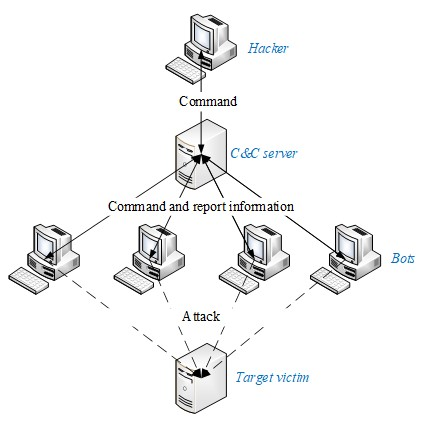 Hacker
Command
C&C server
Command and report information
Bots
Attack
Target victim